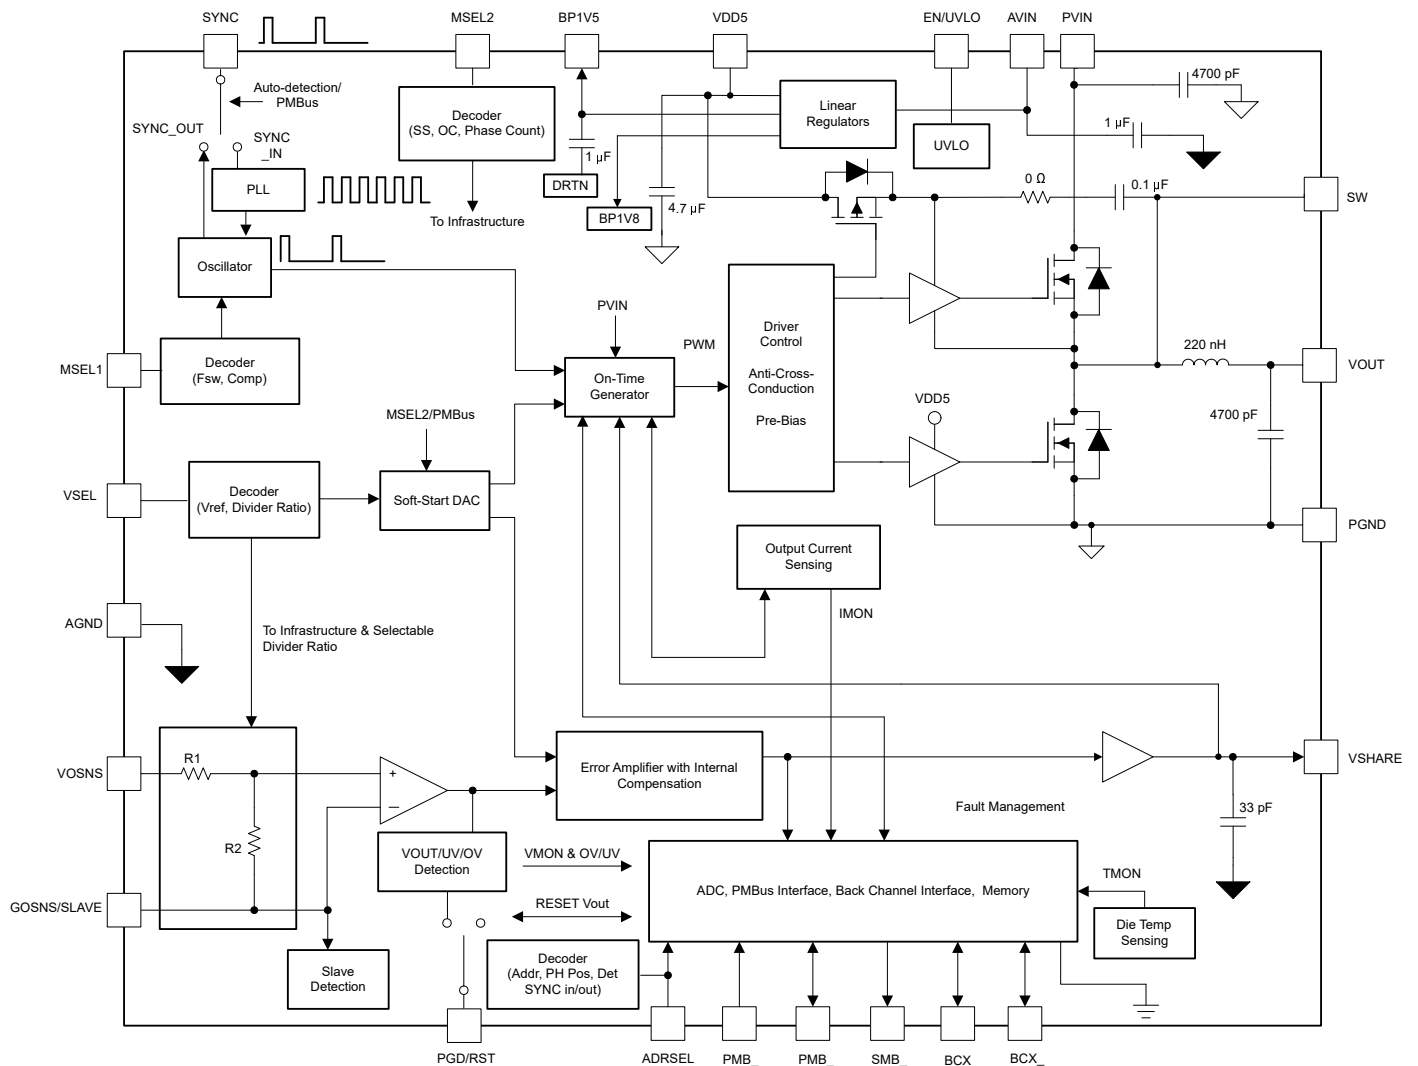 SYNC
MSEL2
BP1V5
VDD5
EN/UVLO
AVIN
PVIN
4700 pF
Auto-detection/
PMBus
Decoder
(SS, OC, Phase Count)
Linear
Regulators
1 µF
SYNC_OUT
SYNC
_IN
UVLO
1 µF
PLL
DRTN
0 Ω
0.1 µF
SW
To Infrastructure
BP1V8
4.7 µF
Oscillator
PVIN
Driver
Control
Anti-Cross-
Conduction
Pre-Bias
PWM
220 nH
MSEL1
Decoder
(Fsw, Comp)
On-Time
Generator
VOUT
VDD5
4700 pF
MSEL2/PMBus
VSEL
Decoder
(Vref, Divider Ratio)
Soft-Start DAC
PGND
Output Current
Sensing
IMON
AGND
To Infrastructure & Selectable
Divider Ratio
VOSNS
R1
+
−
Error Amplifier with Internal
Compensation
VSHARE
Fault Management
33 pF
R2
VOUT/UV/OV
Detection
VMON & OV/UV
ADC, PMBus Interface, Back Channel Interface, Memory
TMON
GOSNS/SLAVE
RESET Vout
Die Temp
Sensing
Slave
Detection
Decoder
(Addr, PH Pos, Det
SYNC in/out)
PGD/RST
ADRSEL
PMB_
PMB_
SMB_
BCX
BCX_